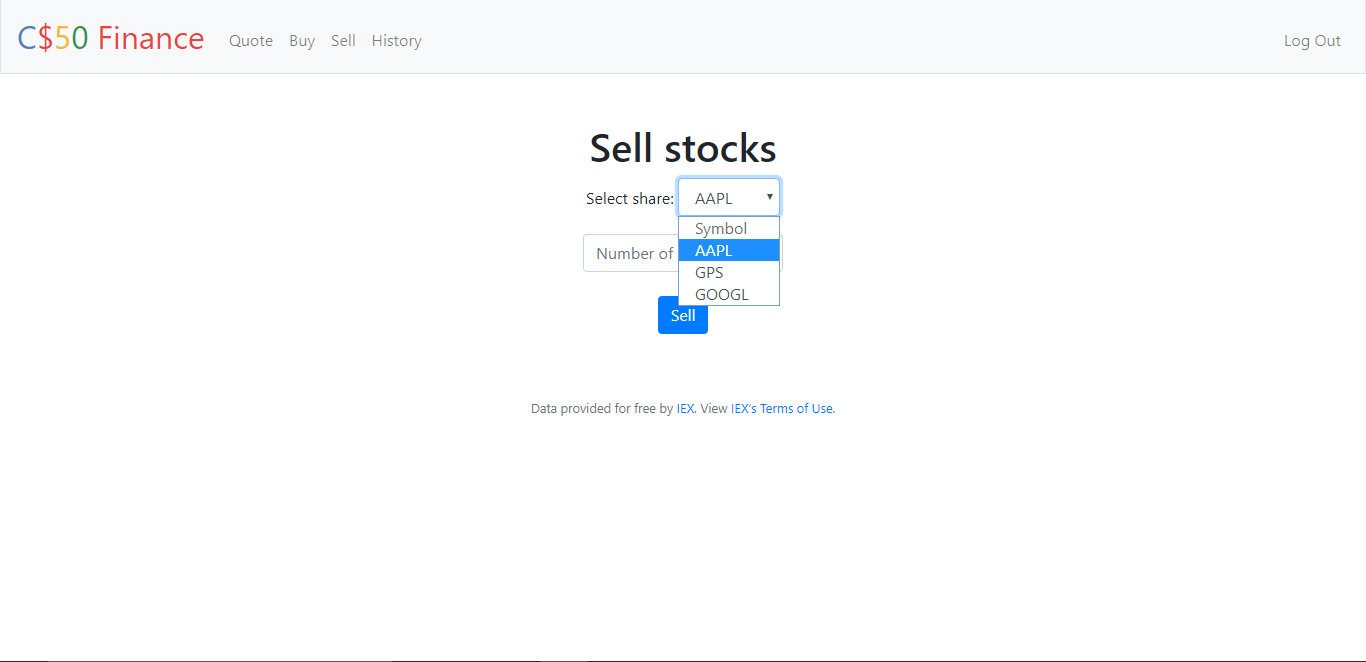 C$50 Finance Quote Buy Sell History Log Out
Sell stocks
Select share: AAPL
Symbol
Number of
AAPL
GPS
GOOGL
Sell
Data provided for free by IEX. View IEX's Terms of Use.